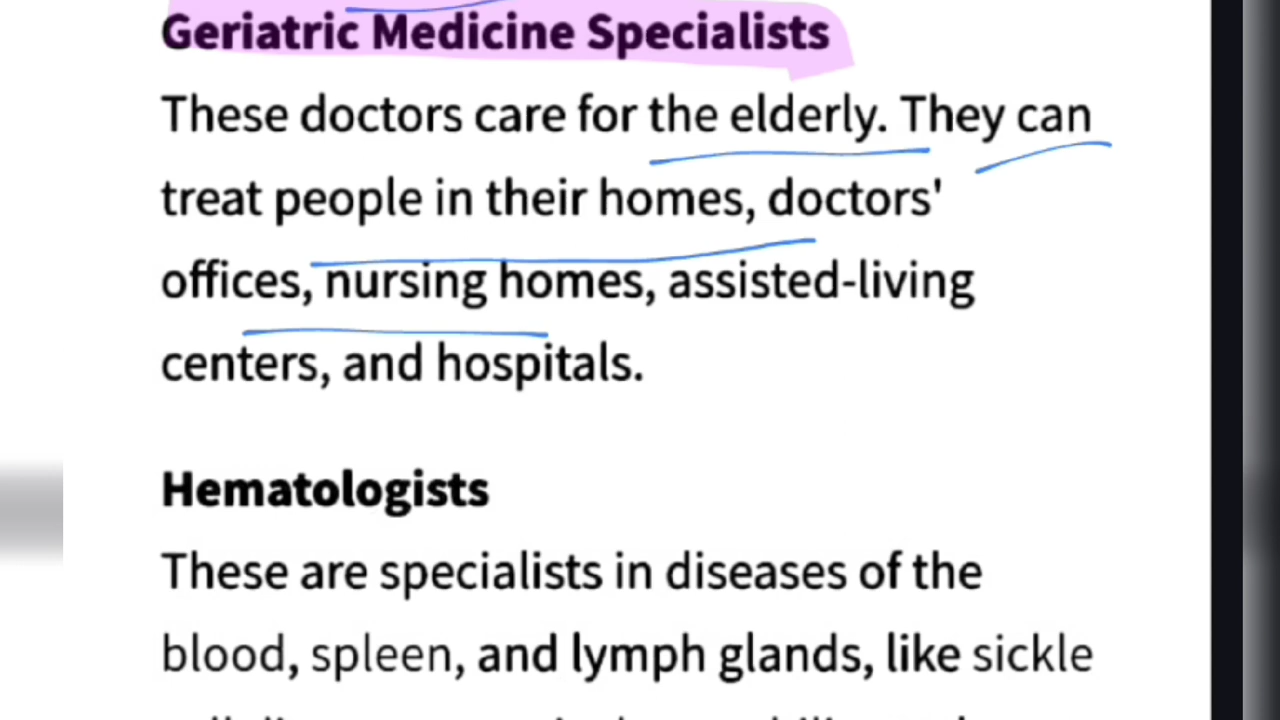 Geriatric Medicine Specialists
These doctors care for the elderly. They can
treat people in their homes, doctors'
offices, nursing homes, assisted-living
centers, and hospitals.
Hematologists
These are specialists in diseases of the
blood, spleen, and lymph glands, like sickle